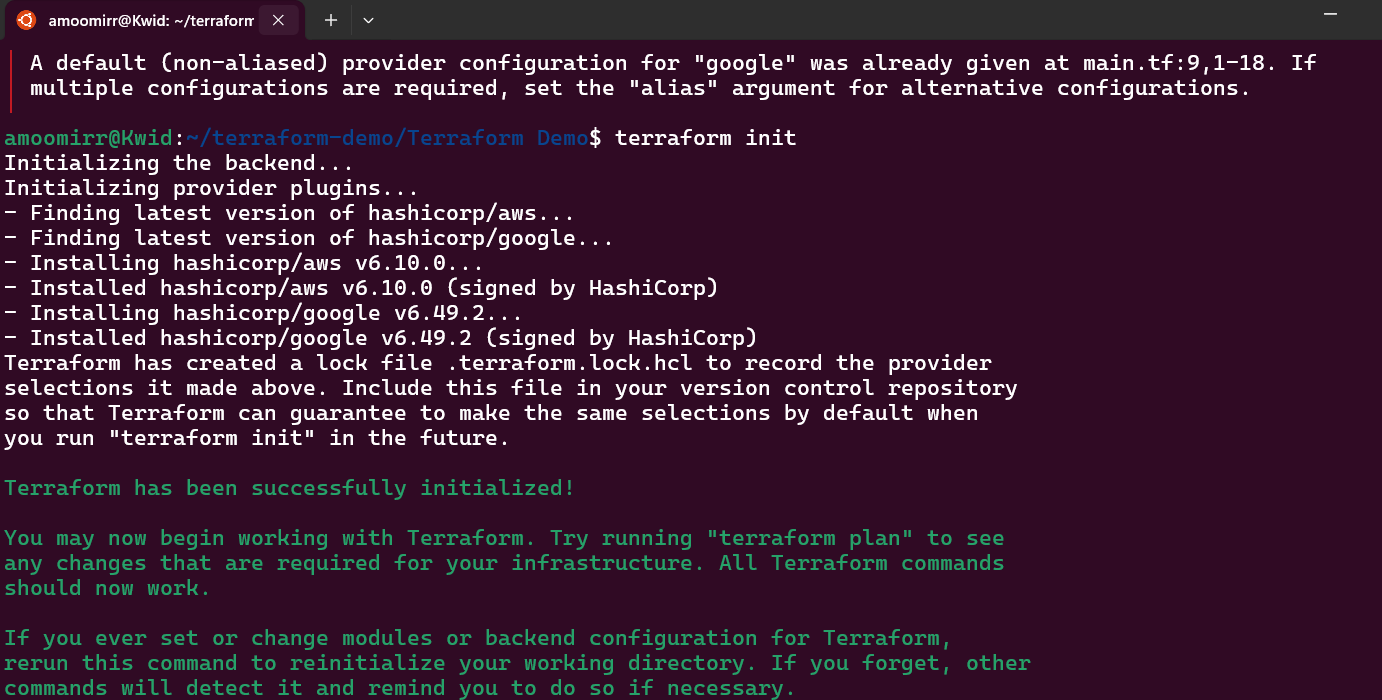 amoomirr@Kwid: ~/terraform
A default (non-aliased) provider configuration for "google" was already given at main.tf:9,1-18. If
multiple configurations are required, set the "alias" argument for alternative configurations.
amoomirr@Kwid:~/terraform-demo/Terraform Demo$ terraform init
Initializing the backend...
Initializing provider plugins...
- Finding latest version of hashicorp/aws...
- Finding latest version of hashicorp/google...
- Installing hashicorp/aws v6.10.0...
- Installed hashicorp/aws v6.10.0 (signed by HashiCorp)
- Installing hashicorp/google v6.49.2...
- Installed hashicorp/google v6.49.2 (signed by HashiCorp)
Terraform has created a lock file .terraform.lock.hcl to record the provider
selections it made above. Include this file in your version control repository
so that Terraform can guarantee to make the same selections by default when
you run "terraform init" in the future.
Terraform has been successfully initialized!
You may now begin working with Terraform. Try running "terraform plan" to see
any changes that are required for your infrastructure. All Terraform commands
should now work.
If you ever set or change modules or backend configuration for Terraform,
rerun this command to reinitialize your working directory. If you forget, other
commands will detect it and remind you to do so if necessary.